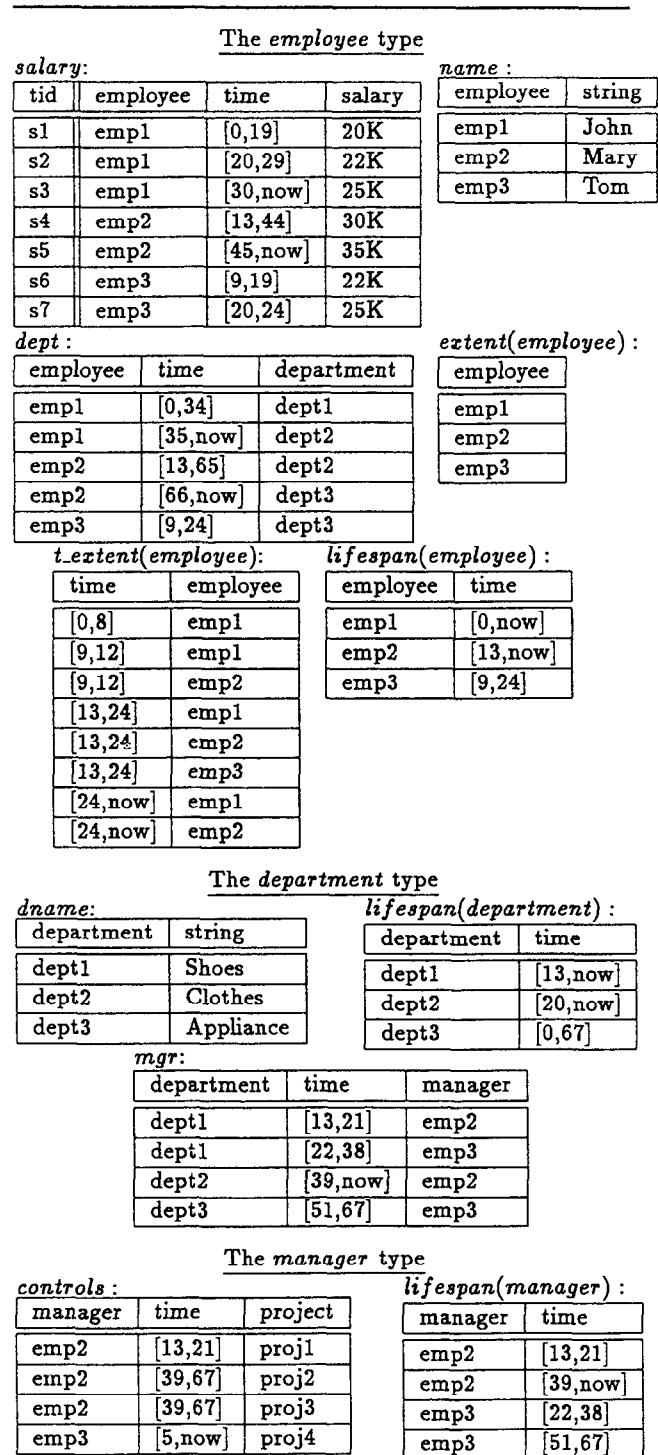 The employee type
salary:
tid employee time salary
s1 emp1 [0,19] 20K
s2 emp1 [20,29] 22K
s3 emp1 [30,now] 25K
s4 emp2 [13,44] 30K
s5 emp2 [45,now] 35K
s6 emp3 [9,19] 22K
s7 emp3 [20,24] 25K
name :
employee string
emp1 John
emp2 Mary
emp3 Tom
dept :
employee time department
emp1 [0,34] dept1
emp1 [35,now] dept2
emp2 [13,65] dept2
emp2 [66,now] dept3
emp3 [9,24] dept3
extent(employee) :
employee
emp1
emp2
emp3
t_extent(employee):
time employee
[0,8] emp1
[9,12] emp1
[9,12] emp2
[13,24] emp1
[13,24] emp2
[13,24] emp3
[24,now] emp1
[24,now] emp2
lifespan(employee) :
employee time
emp1 [0,now]
emp2 [13,now]
emp3 [9,24]
The department type
dname:
department string
dept1 Shoes
dept2 Clothes
dept3 Appliance
lifespan(department) :
department time
dept1 [13,now]
dept2 [20,now]
dept3 [0,67]
mgr:
department time manager
dept1 [13,21] emp2
dept1 [22,38] emp3
dept2 [39,now] emp2
dept3 [51,67] emp3
The manager type
controls :
manager time project
emp2 [13,21] proj1
emp2 [39,67] proj2
emp2 [39,67] proj3
emp3 [5,now] proj4
lifespan(manager) :
manager time
emp2 [13,21]
emp2 [39,now]
emp3 [22,38]
emp3 [51,67]